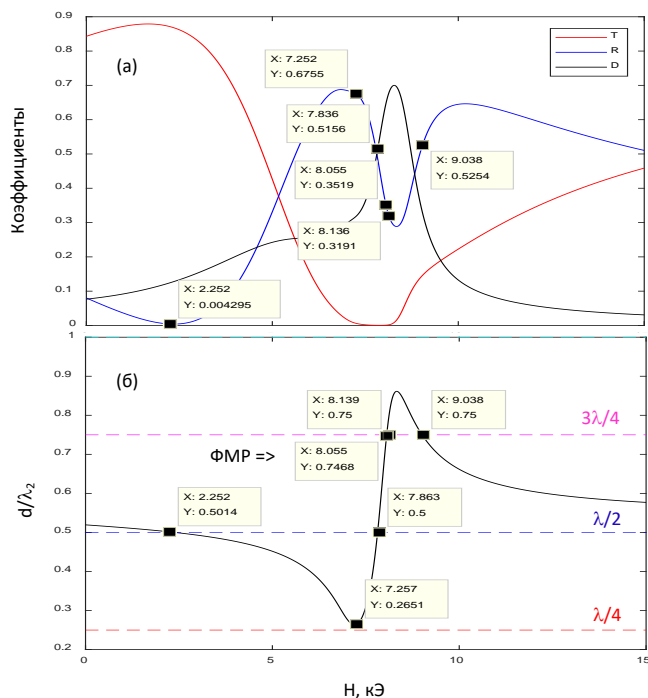 0.9
0.8
0.7
0.6
0.5
0.4
0.3
0.2
0.1
0
Коэффициенты
(а)
T
R
D
X: 7.252
Y: 0.6755
X: 7.836
Y: 0.5156
X: 8.055
Y: 0.3519
X: 9.038
Y: 0.5254
X: 8.136
Y: 0.3191
X: 2.252
Y: 0.004295
1
0.9
0.8
0.7
0.6
0.5
0.4
0.3
0.2
d/λ₂
(б)
X: 8.139
Y: 0.75
X: 9.038
Y: 0.75
3λ/4
ФМР =>
X: 8.055
Y: 0.7468
X: 2.252
Y: 0.5014
X: 7.863
Y: 0.5
λ/2
X: 7.257
Y: 0.2651
λ/4
0 5 10 15
H, кЭ